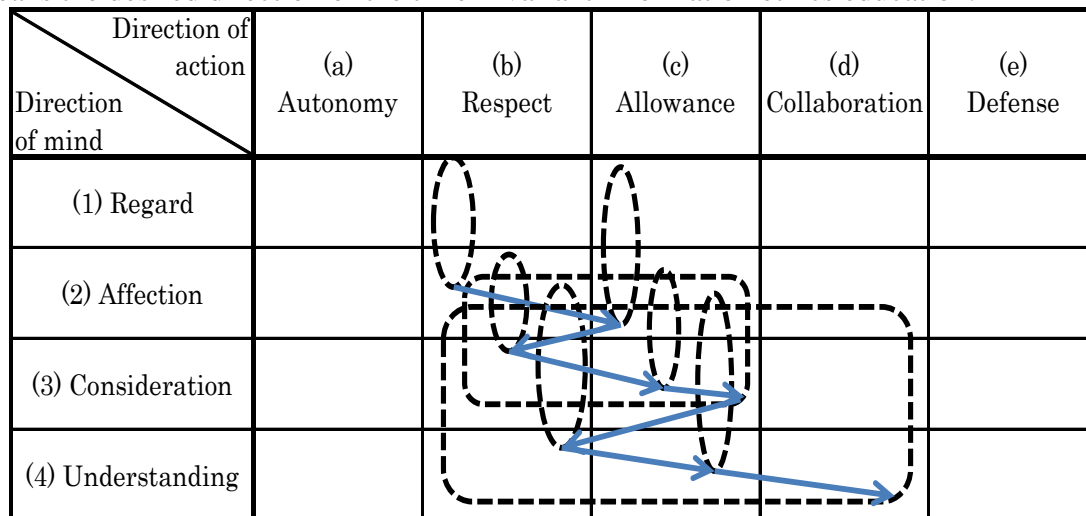 Direction of
action
Direction
of mind
(a)
Autonomy
(b)
Respect
(c)
Allowance
(d)
Collaboration
(e)
Defense
(1) Regard
(2) Affection
(3) Consideration
(4) Understanding